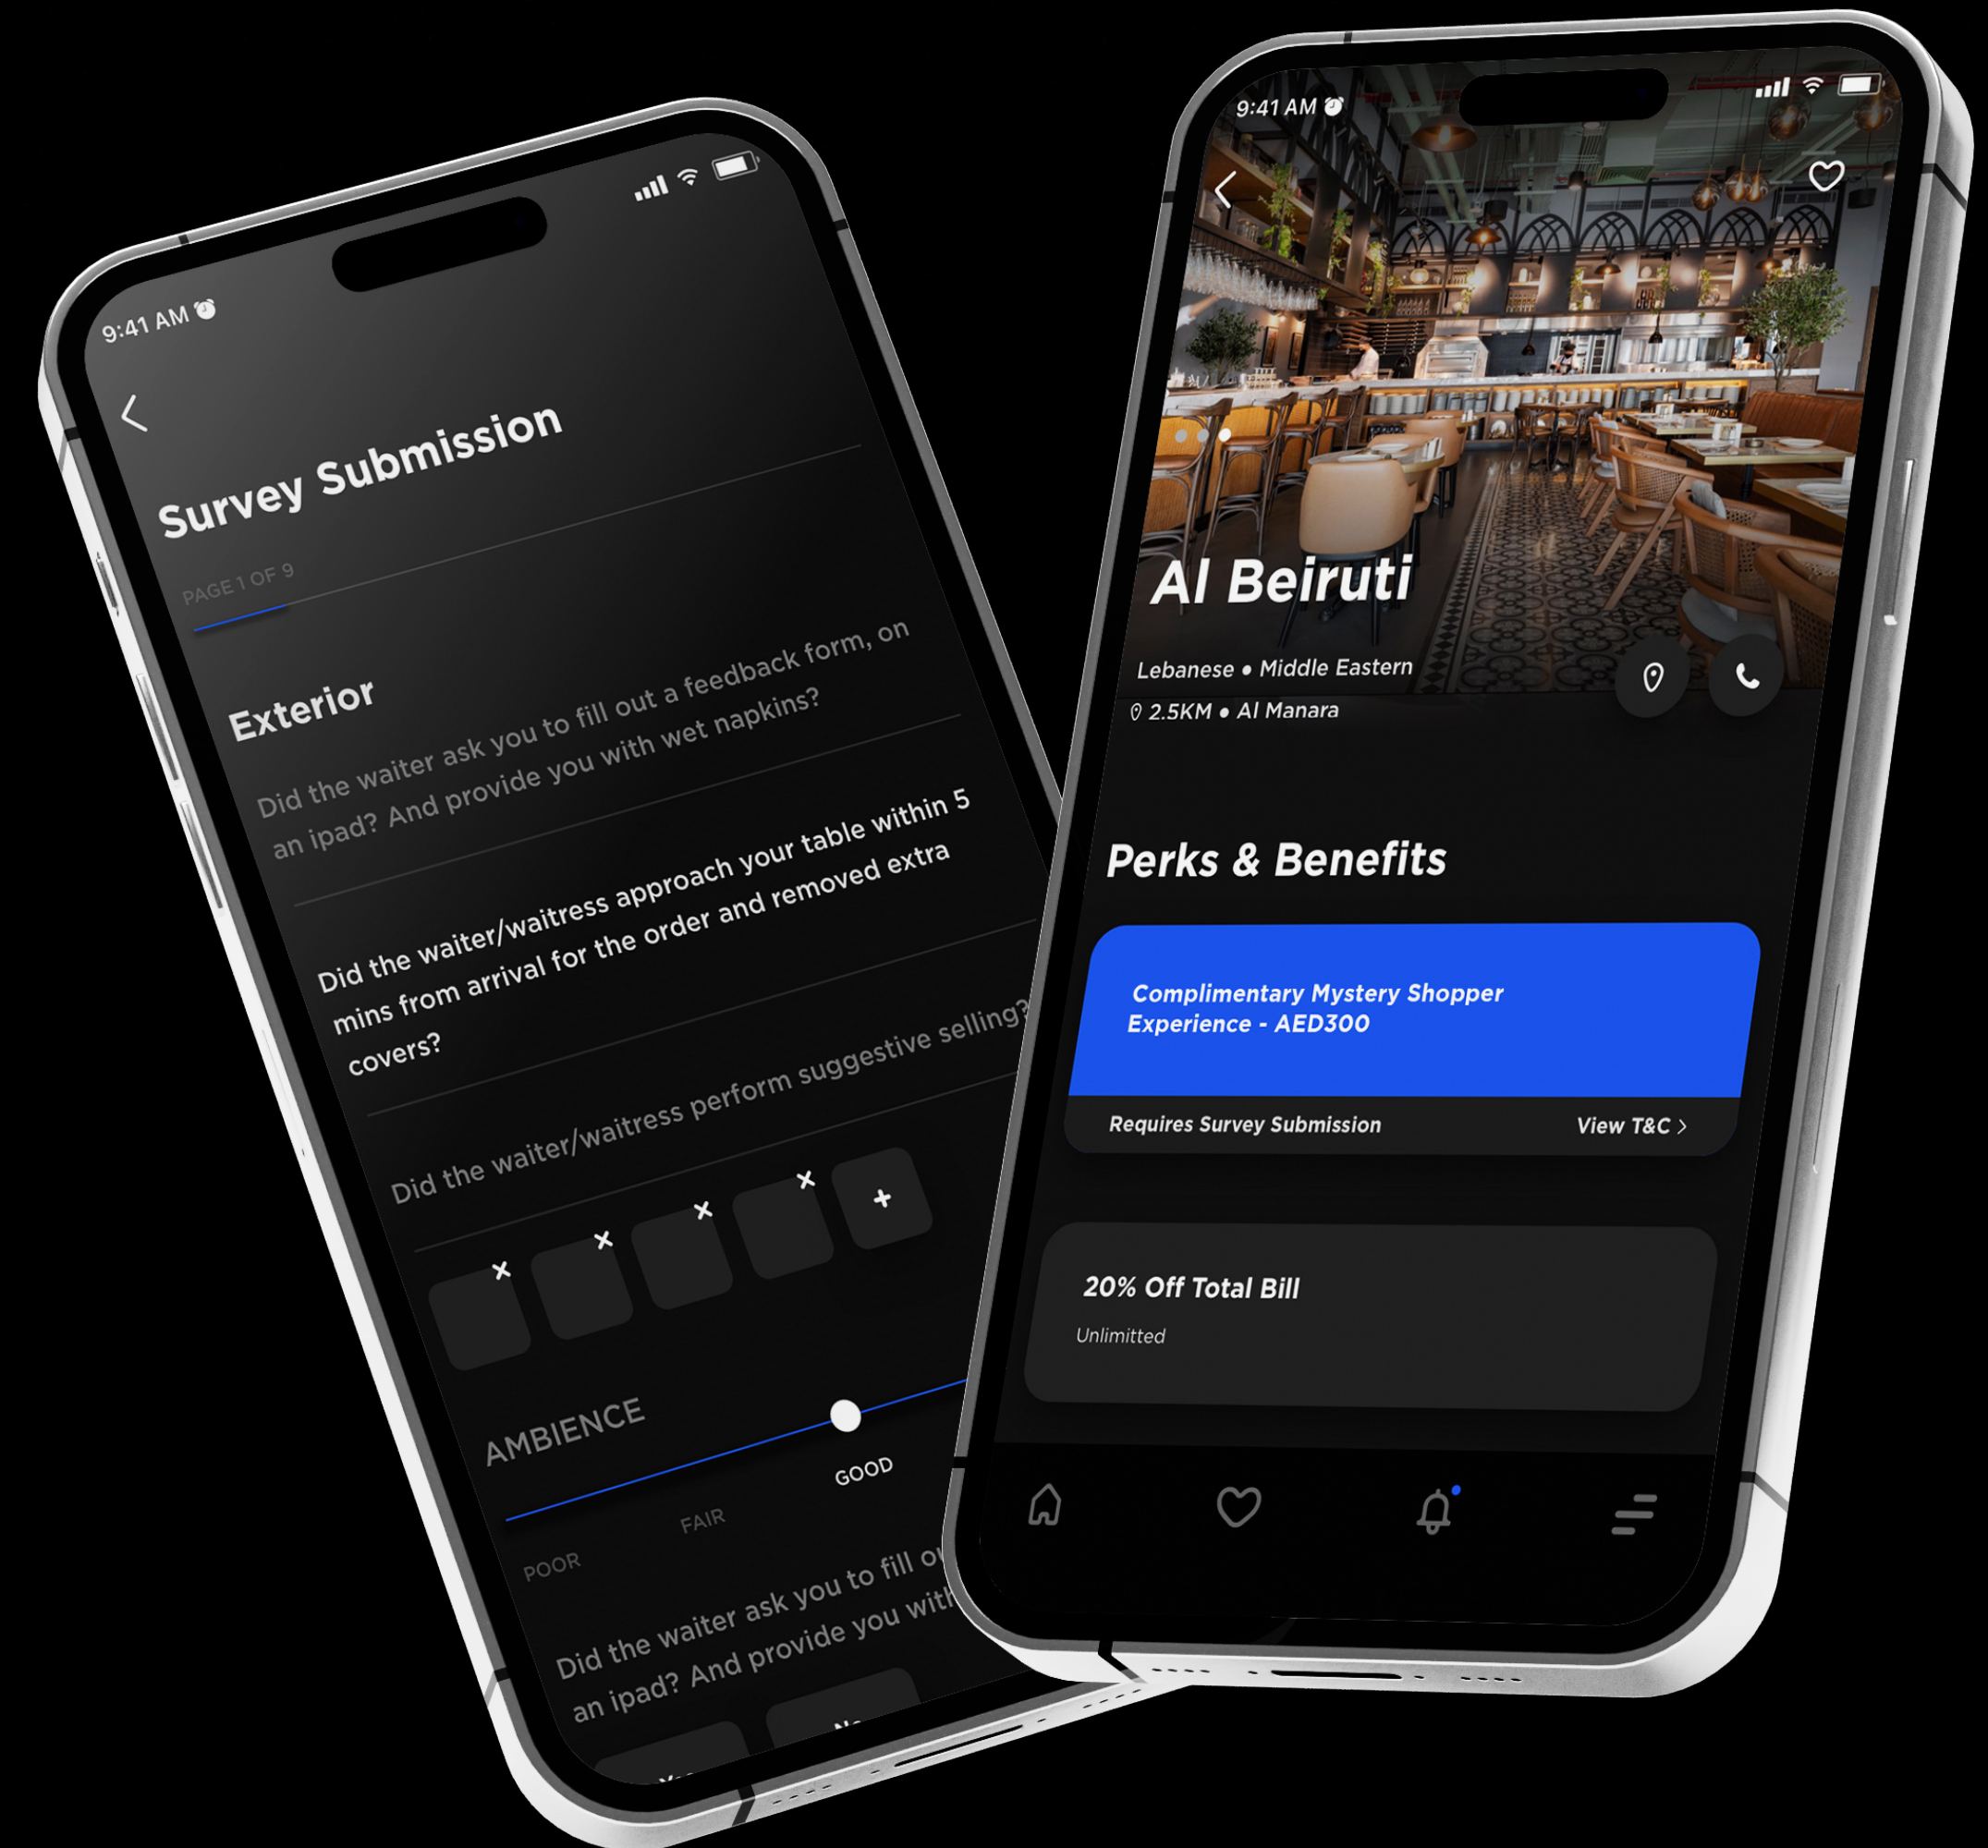 9:41 AM
Survey Submission
PAGE 1 OF 9
Exterior
Did the waiter ask you to fill out a feedback form, on
an ipad? And provide you with wet napkins?
Did the waiter/waitress approach your table within 5
mins from arrival for the order and removed extra
covers?
Did the waiter/waitress perform suggestive selling?
AMBIENCE
GOOD
FAIR
POOR
Did the waiter ask you to fill
an ipad? And provide you
9:41 AM
Al Beiruti
Lebanese • Middle Eastern
2.5KM • Al Manara
Perks & Benefits
Complimentary Mystery Shopper
Experience - AED300
Requires Survey Submission
View T&C >
20% Off Total Bill
Unlimitted